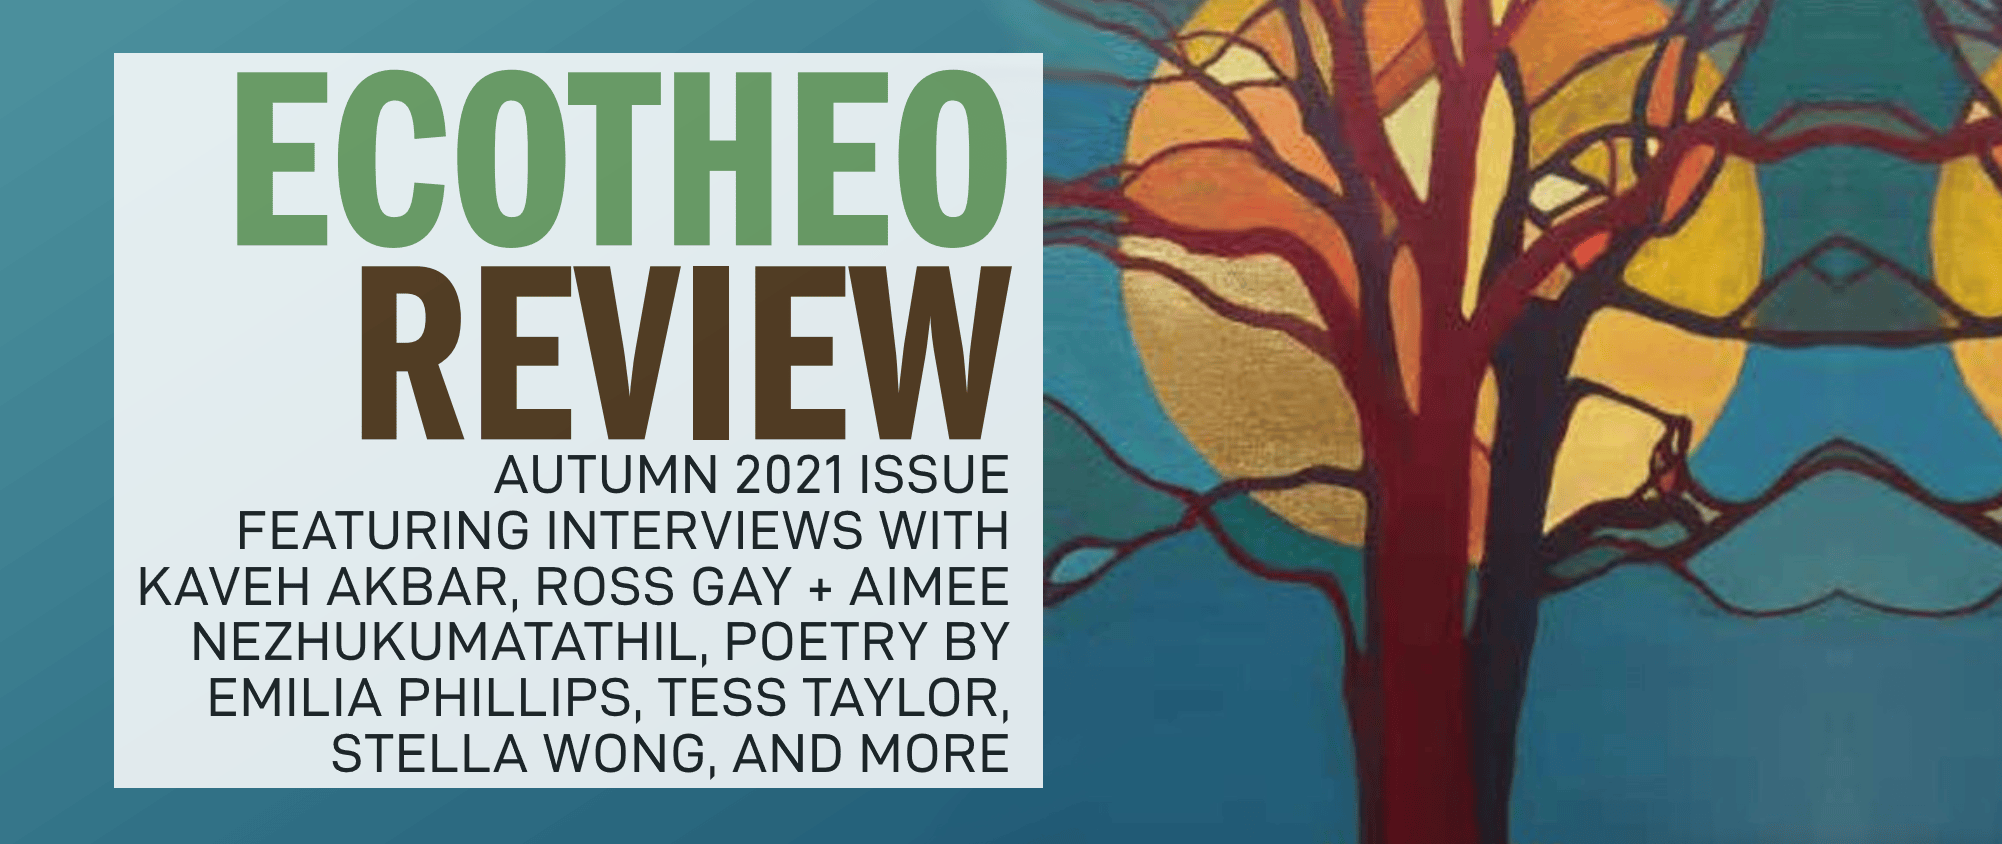 ECOTHEO
REVIEW
AUTUMN 2021 ISSUE
FEATURING INTERVIEWS WITH
KAVEH AKBAR, ROSS GAY + AIMEE
NEZHUKUMATATHIL, POETRY BY
EMILIA PHILLIPS, TESS TAYLOR,
STELLA WONG, AND MORE